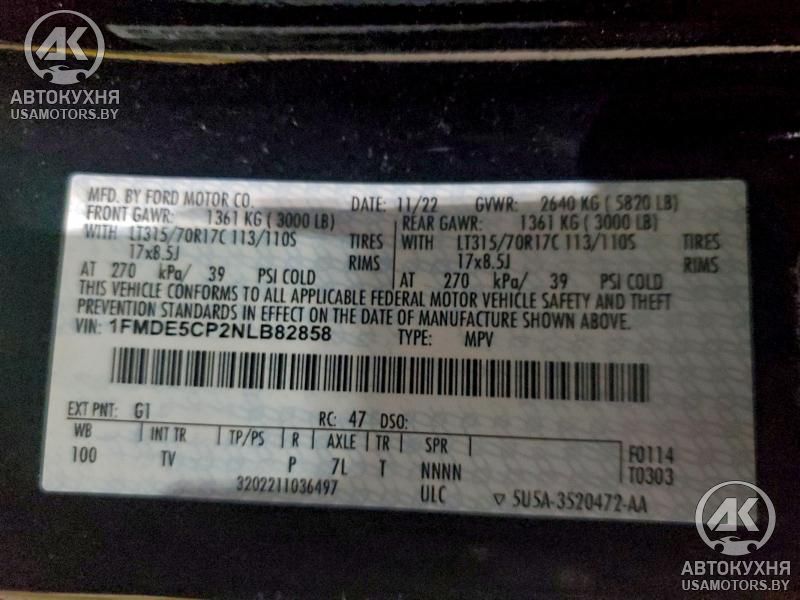 AK
АВТОКУХНЯ
USAMOTORS.BY
MFD. BY FORD MOTOR CO. DATE: 11/22 GVWR: 2640 KG ( 5820 LB)
FRONT GAWR: 1361 KG ( 3000 LB) REAR GAWR: 1361 KG ( 3000 LB)
WITH LT315/70R17C 113/110S TIRES WITH LT315/70R17C 113/110S TIRES
17x8.5J RIMS 17x8.5J RIMS
AT 270 kPa/ 39 PSI COLD AT 270 kPa/ 39 PSI COLD
THIS VEHICLE CONFORMS TO ALL APPLICABLE FEDERAL MOTOR VEHICLE SAFETY AND THEFT
PREVENTION STANDARDS IN EFFECT ON THE DATE OF MANUFACTURE SHOWN ABOVE.
VIN: 1FMDE5CP2NLB82858 TYPE: MPV
EXT PNT: G1 RC: 47 DSO:
WB INT TR TP/PS R AXLE TR SPR F0114
100 TV P 7L T NNNN T0303
3202211036497 ULC ▽ 5U5A-3520472-AA
AK
АВТОКУХНЯ
USAMOTORS.BY